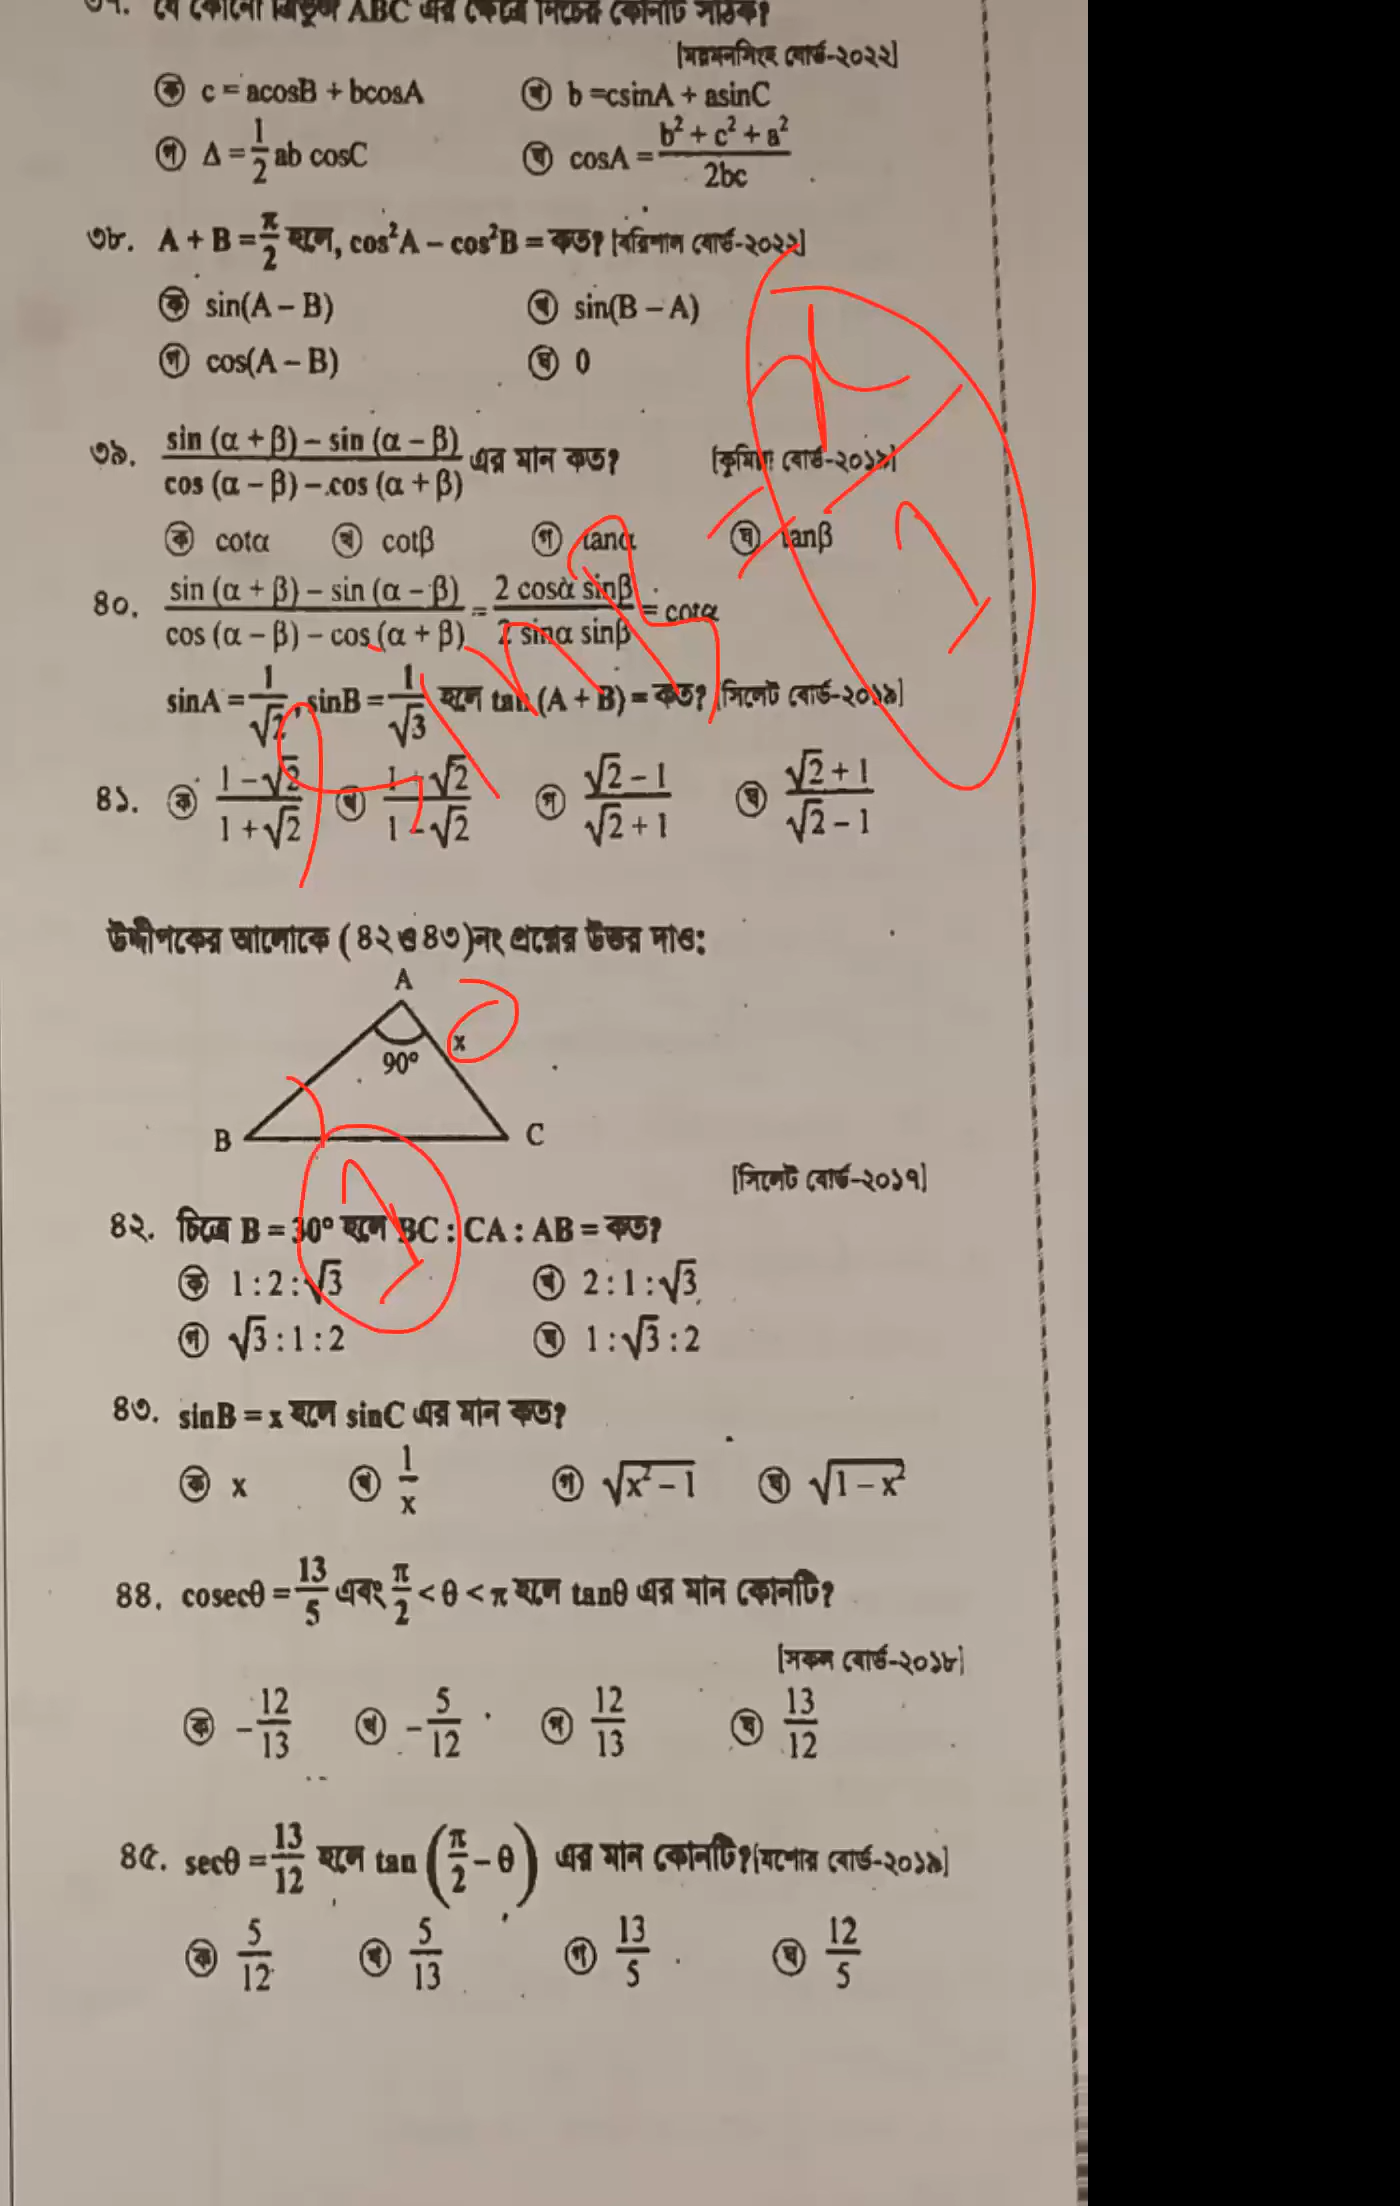 ৩৭. যে কোনো ত্রিভুজ ABC এর ক্ষেত্রে নিচের কোনটি সঠিক?
[ময়মনসিংহ বোর্ড-২০২২]
ক c = acosB + bcosA খ b =csinA + asinC
গ Δ = 1/2 ab cosC ঘ cosA = (b² + c² + a²)/2bc
৩৮. A + B = π/2 হলে, cos²A – cos²B = কত? [বরিশাল বোর্ড-২০২২]
ক sin(A – B) খ sin(B – A)
গ cos(A – B) ঘ 0
৩৯. (sin (α + β) – sin (α – β))/(cos (α – β) – cos (α + β)) এর মান কত? [কুমিল্লা বোর্ড-২০১৯]
ক cotα খ cotβ গ tanα ঘ tanβ
৪০. (sin (α + β) – sin (α – β))/(cos (α – β) – cos (α + β)) = (2 cosα sinβ)/(2 sinα sinβ) = cotα
sinA = 1/√2, sinB = 1/√3 হলে tan (A + B) = কত? [সিলেট বোর্ড-২০১৯]
৪১. ক (1 – √2)/(1 + √2) খ (1 + √2)/(1 – √2) গ (√2 – 1)/(√2 + 1) ঘ (√2 + 1)/(√2 – 1)
উদ্দীপকের আলোকে (৪২ ও ৪৩)নং প্রশ্নের উত্তর দাও:
A
90°
x
B C
[সিলেট বোর্ড-২০১৭]
৪২. চিত্রে B = 30° হলে BC : CA : AB = কত?
ক 1 : 2 : √3 খ 2 : 1 : √3
গ √3 : 1 : 2 ঘ 1 : √3 : 2
৪৩. sinB = x হলে sinC এর মান কত?
ক x খ 1/x গ √(x² – 1) ঘ √(1 – x²)
৪৪. cosecθ = 13/5 এবং π/2 < θ < π হলে tanθ এর মান কোনটি?
[সকল বোর্ড-২০১৮]
ক –12/13 খ –5/12 গ 12/13 ঘ 13/12
৪৫. secθ = 13/12 হলে tan (π/2 – θ) এর মান কোনটি? [যশোর বোর্ড-২০১৯]
ক 5/12 খ 5/13 গ 13/5 ঘ 12/5